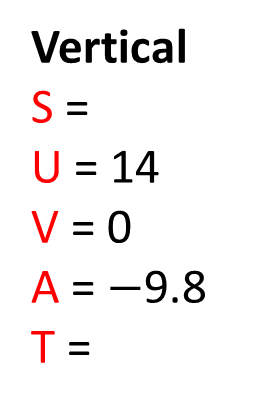 Vertical
S =
U = 14
V = 0
A = −9.8
T =